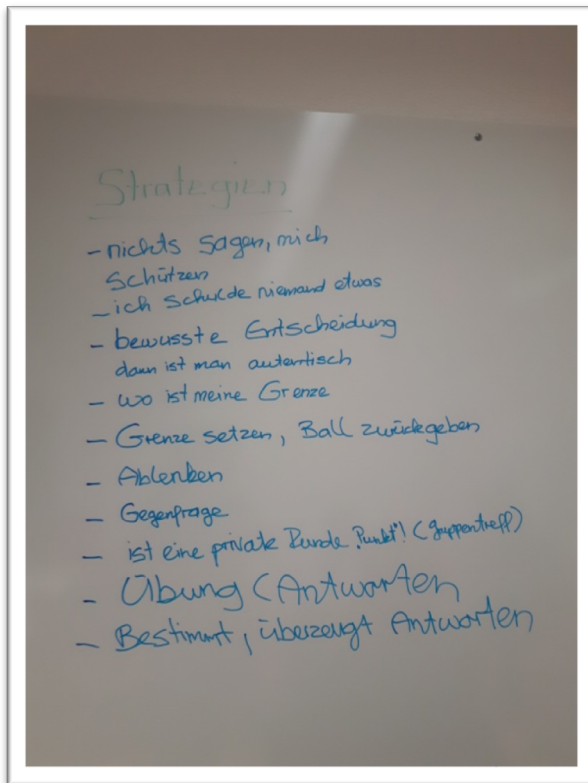 Strategien
- nichts sagen, mich
schützen
- ich schulde niemand etwas
- bewusste Entscheidung
dann ist man autentisch
- wo ist meine Grenze
- Grenze setzen, Ball zurückgeben
- Ablenken
- Gegenfrage
- ist eine private Runde „Punkt“! (Gruppentreff)
- Übung (Antworten
- Bestimmt, überzeugt Antworten